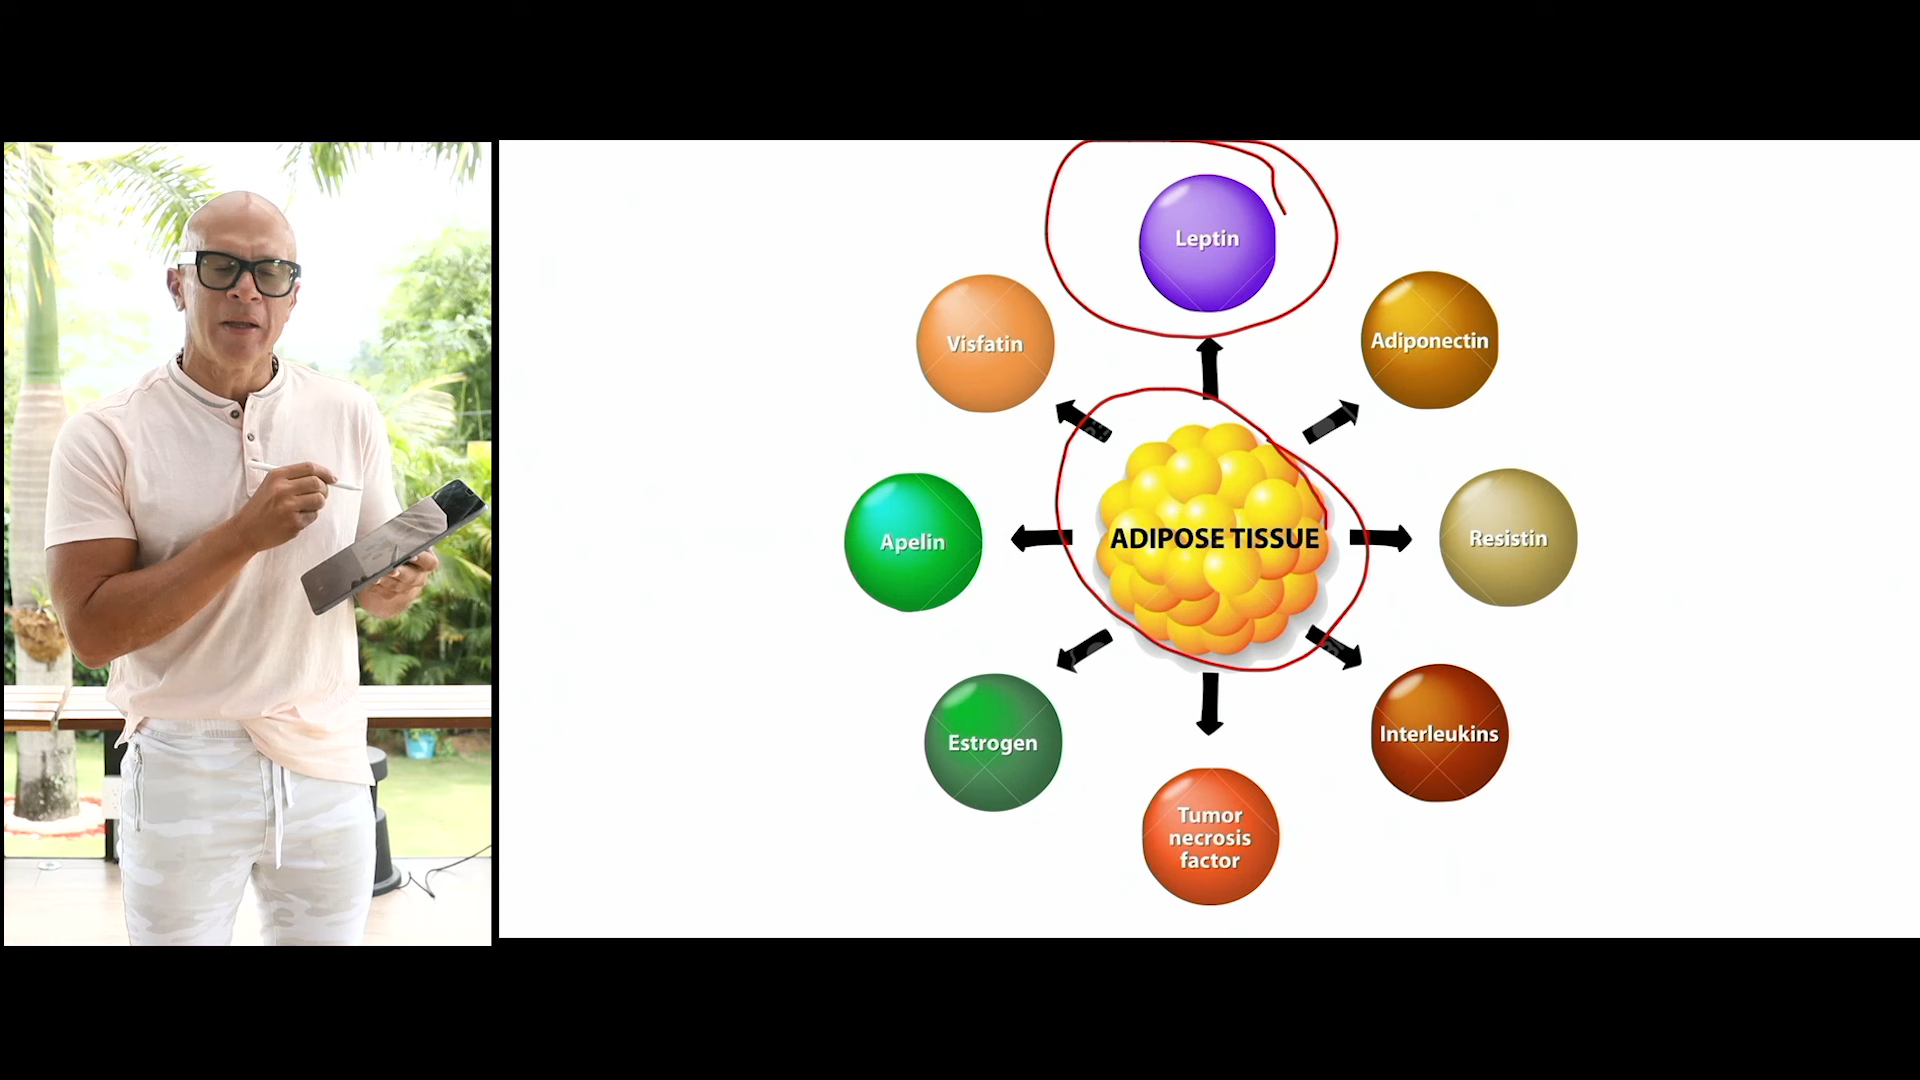 Leptin
Visfatin
Adiponectin
Apelin
ADIPOSE TISSUE
Resistin
Estrogen
Interleukins
Tumor
necrosis
factor